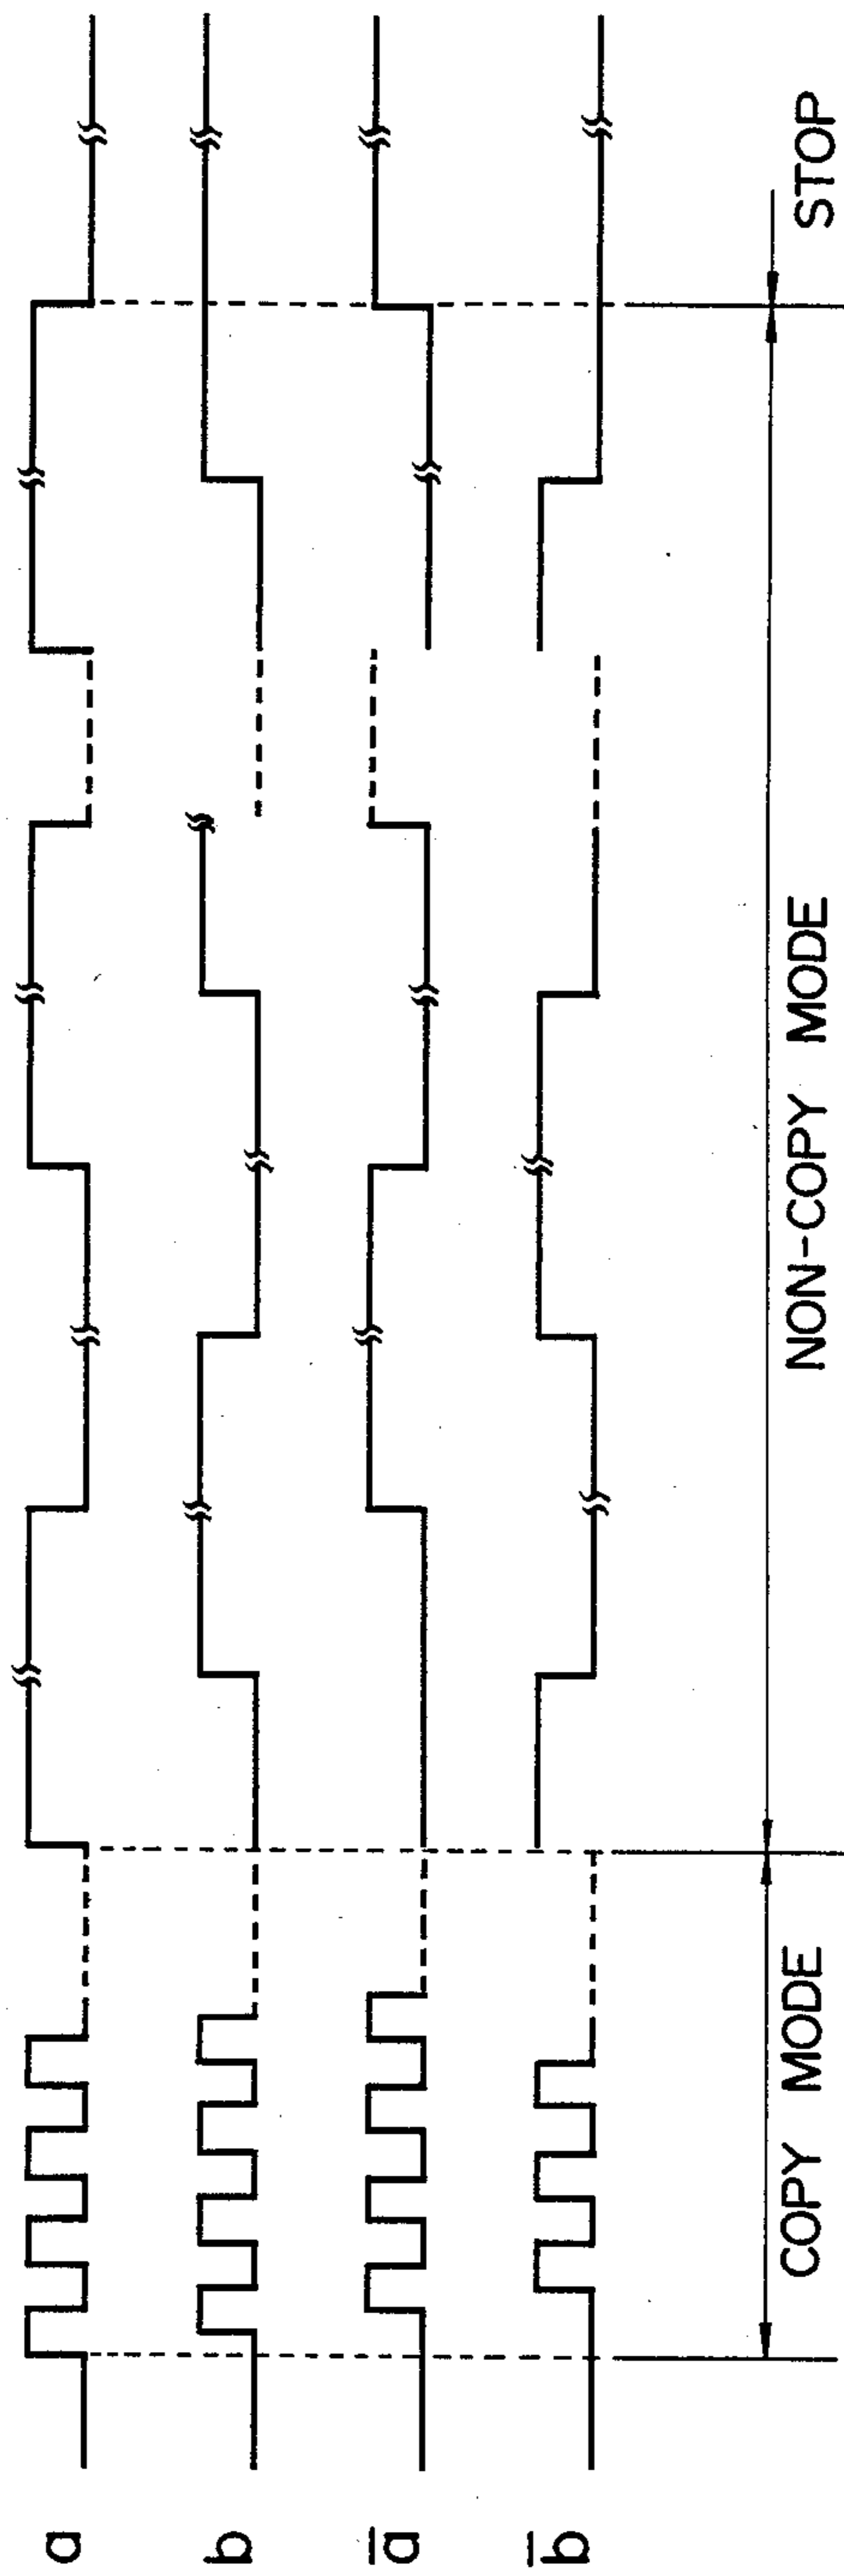 a
b
a̅
b̅
COPY MODE
NON-COPY MODE
STOP